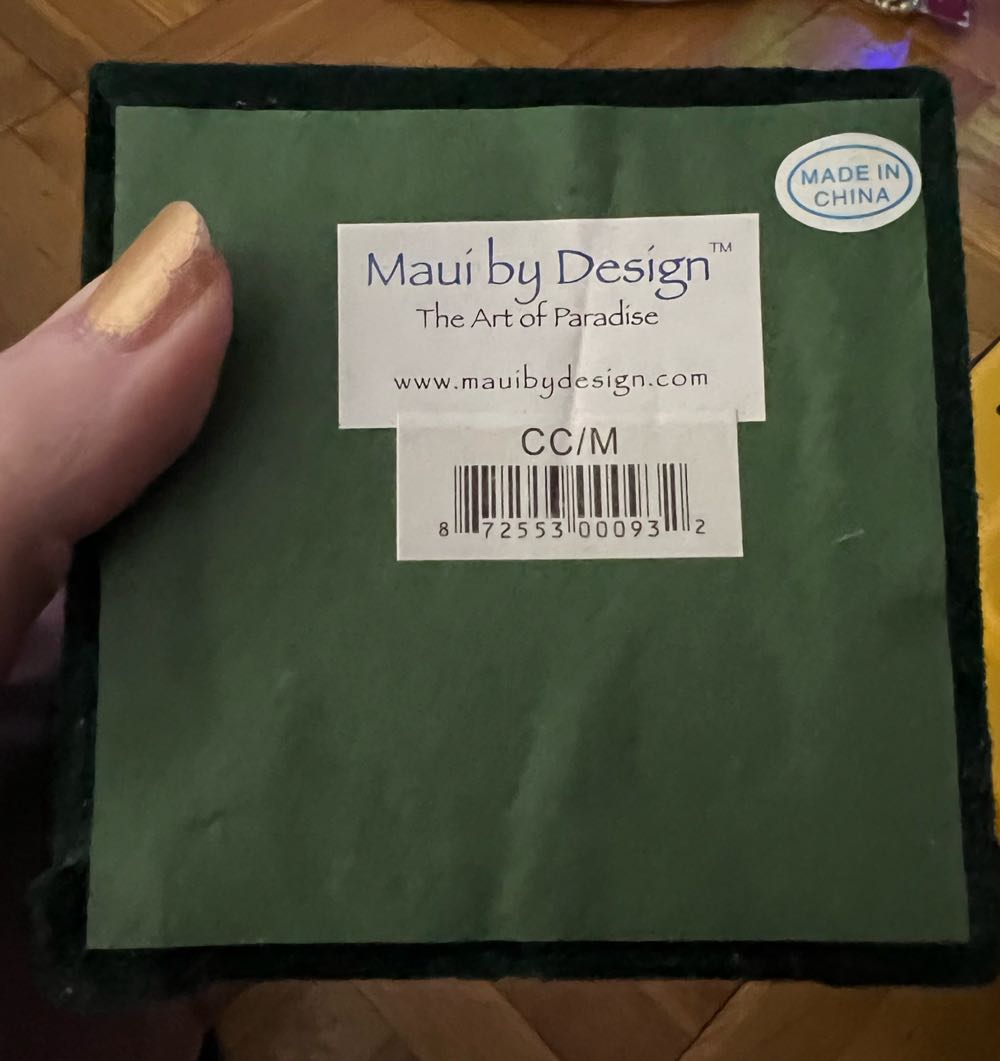 MADE IN
CHINA
Maui by Design™
The Art of Paradise
www.mauibydesign.com
CC/M
8 72553 00093 2